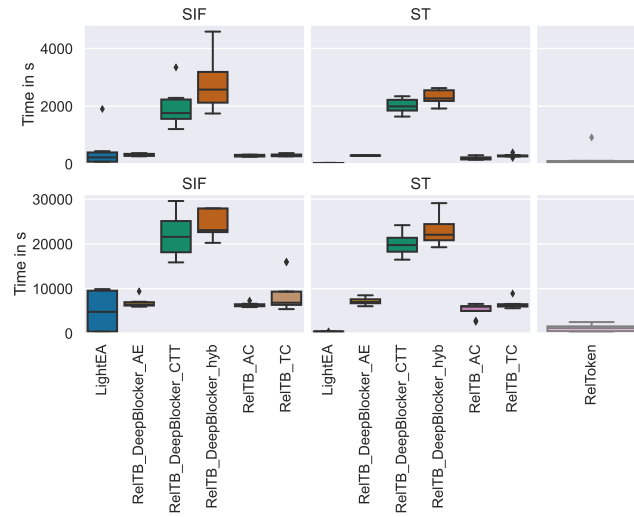 SIF
ST
Time in s
4000
2000
0
SIF
ST
Time in s
30000
20000
10000
0
LightEA
RelTB_DeepBlocker_AE
RelTB_DeepBlocker_CTT
RelTB_DeepBlocker_hyb
RelTB_AC
RelTB_TC
LightEA
RelTB_DeepBlocker_AE
RelTB_DeepBlocker_CTT
RelTB_DeepBlocker_hyb
RelTB_AC
RelTB_TC
RelToken